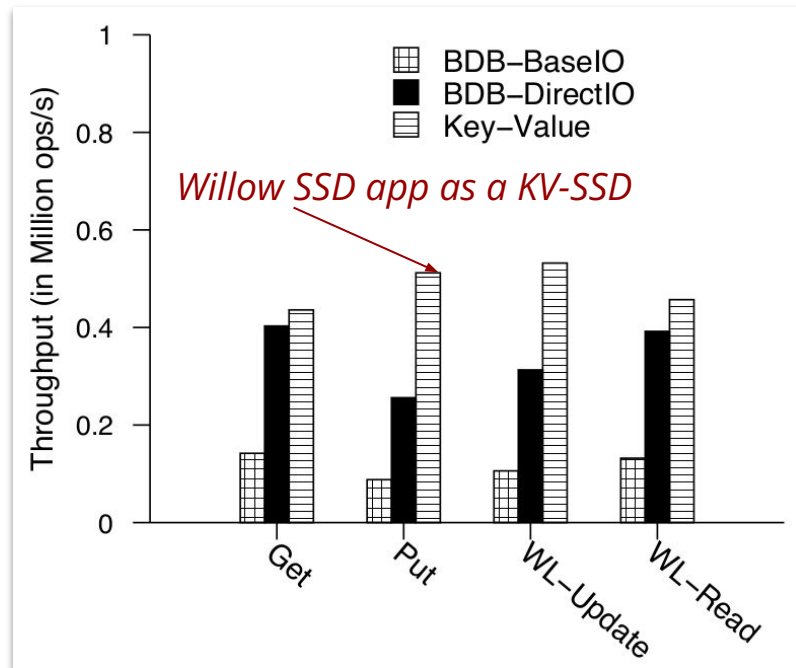 1
BDB−BaseIO
BDB−DirectIO
0.8
Key−Value
Willow SSD app as a KV-SSD
0.6
0.4
0.2
0
Throughput (in Million ops/s)
Get
Put
WL−Update
WL−Read